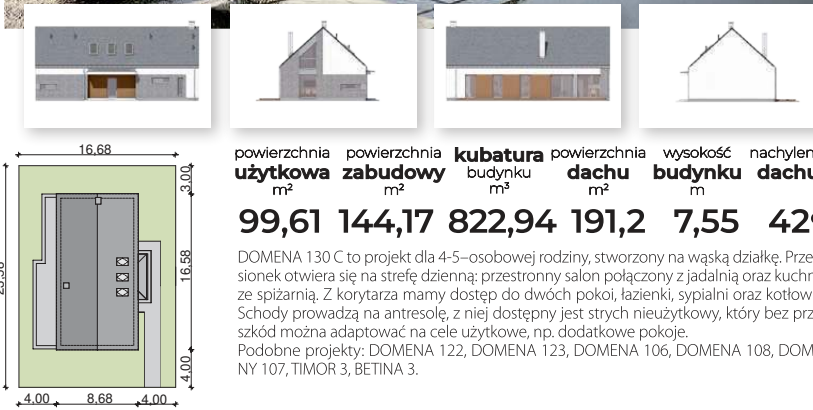 16,68
3,00
16,58
4,00
4,00 8,68 4,00
powierzchnia użytkowa m²
99,61
powierzchnia zabudowy m²
144,17
kubatura budynku m³
822,94
powierzchnia dachu m²
191,2
wysokość budynku m
7,55
DOMENA 130 C to projekt dla 4-5–osobowej rodziny, stworzony na wąską działkę. Prze
sionek otwiera się na strefę dzienną: przestronny salon połączony z jadalnią oraz kuchn
ze spiżarnią. Z korytarza mamy dostęp do dwóch pokoi, łazienki, sypialni oraz kotłow
Schody prowadzą na antresolę, z niej dostępny jest strych nieużytkowy, który bez prz
szkód można adaptować na cele użytkowe, np. dodatkowe pokoje.
Podobne projekty: DOMENA 122, DOMENA 123, DOMENA 106, DOMENA 108, DOM
NY 107, TIMOR 3, BETINA 3.